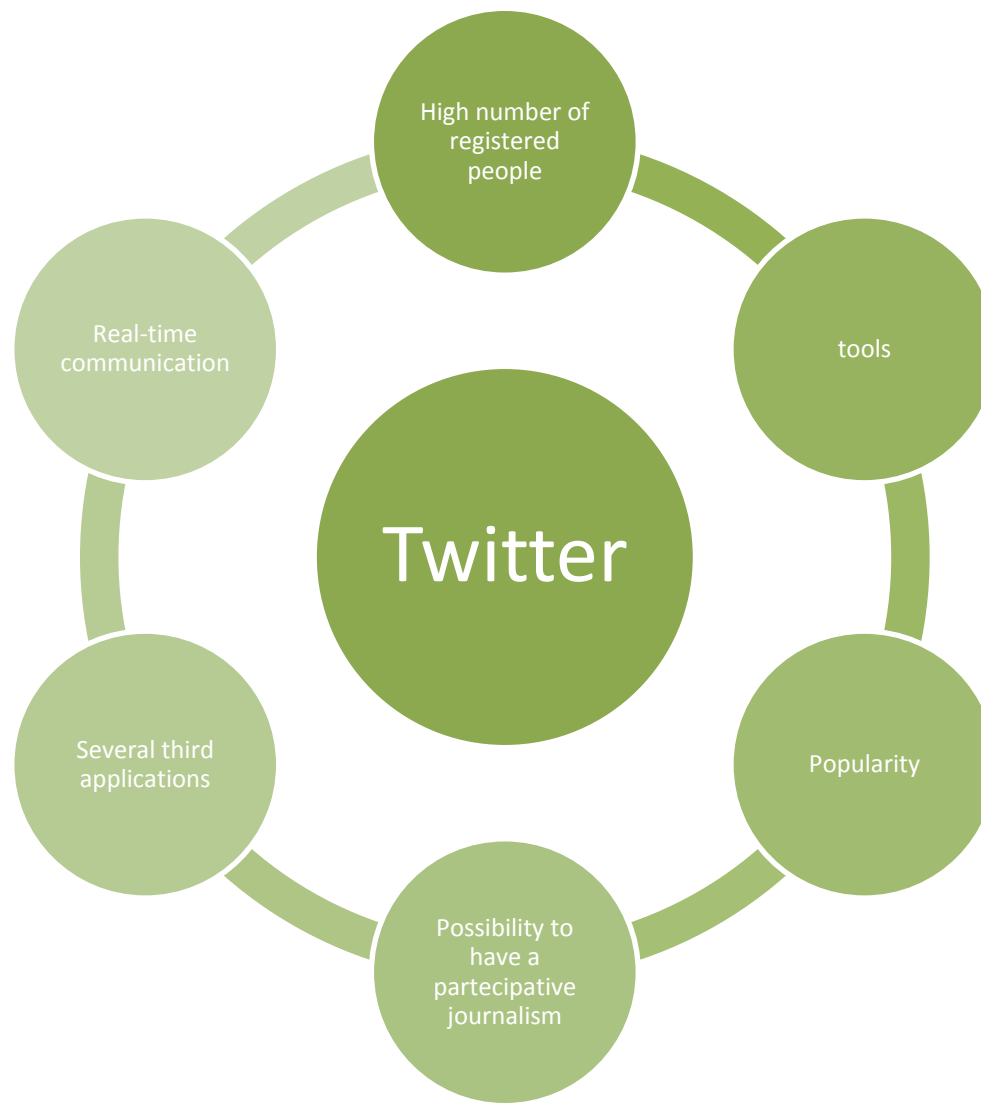 High number of
registered
people
tools
Popularity
Possibility to
have a
partecipative
journalism
Several third
applications
Real-time
communication
Twitter